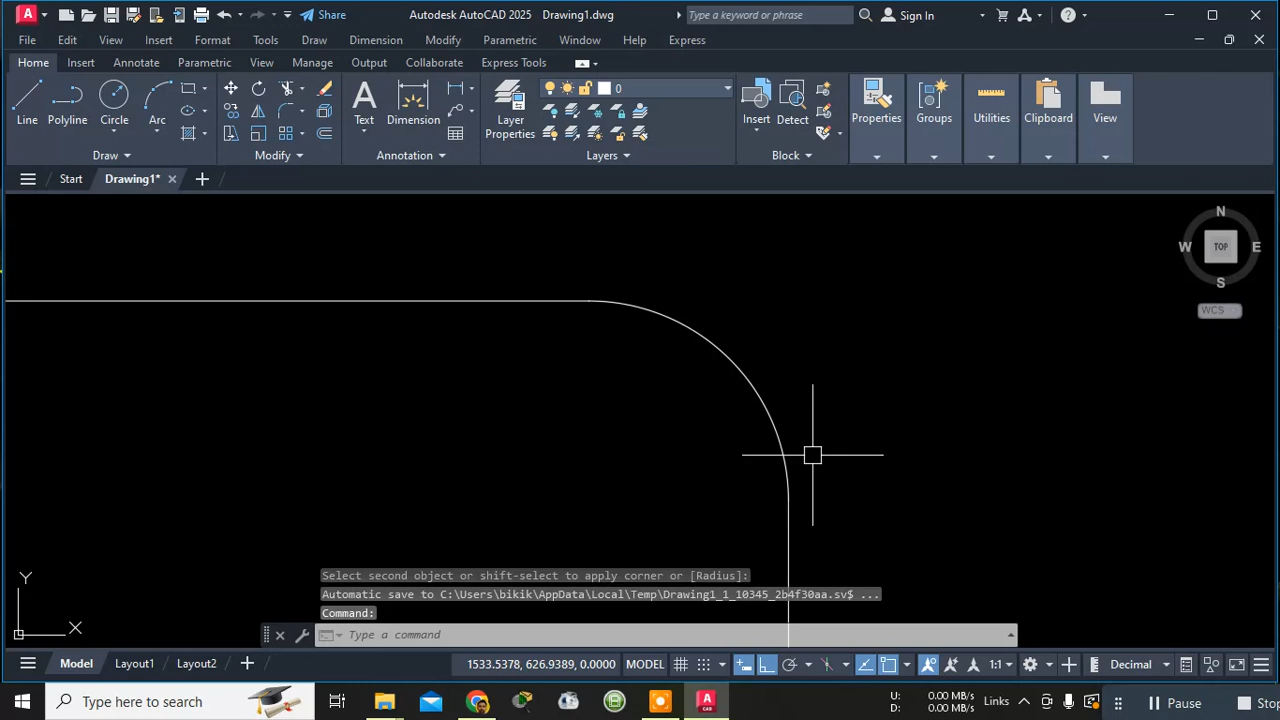 CAD Share Autodesk AutoCAD 2025 Drawing1.dwg Type a keyword or phrase Sign In
File Edit View Insert Format Tools Draw Dimension Modify Parametric Window Help Express
Home Insert Annotate Parametric View Manage Output Collaborate Express Tools
0
Line Polyline Circle Arc Text Dimension Layer Properties Insert Detect Properties Groups Utilities Clipboard View
Draw Modify Annotation Layers Block
Start Drawing1*
N
W TOP E
S
WCS
Y
X
Select second object or shift-select to apply corner or [Radius]:
Automatic save to C:\Users\bikik\AppData\Local\Temp\Drawing1_1_10345_2b4f30aa.sv$ ...
Command:
Type a command
Model Layout1 Layout2 1533.5378, 626.9389, 0.0000 MODEL 1:1 Decimal
Type here to search U: 0.00 MB/s Links Pause Stop
D: 0.00 MB/s